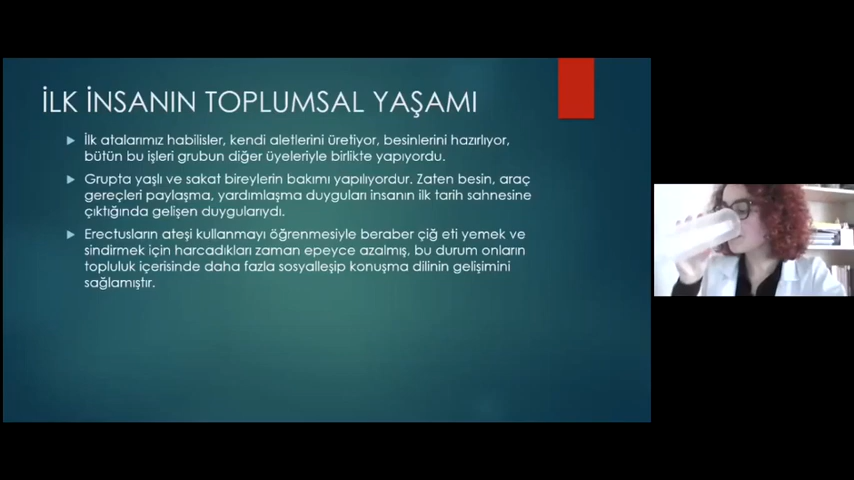 İLK İNSANIN TOPLUMSAL YAŞAMI
İlk atalarımız habilisler, kendi aletlerini üretiyor, besinlerini hazırlıyor,
bütün bu işleri grubun diğer üyeleriyle birlikte yapıyordu.
Grupta yaşlı ve sakat bireylerin bakımı yapılıyordur. Zaten besin, araç
gereçleri paylaşma, yardımlaşma duyguları insanın ilk tarih sahnesine
çıktığında gelişen duygularıydı.
Erectusların ateşi kullanmayı öğrenmesiyle beraber çiğ eti yemek ve
sindirmek için harcadıkları zaman epeyce azalmış, bu durum onların
topluluk içerisinde daha fazla sosyalleşip konuşma dilinin gelişimini
sağlamıştır.